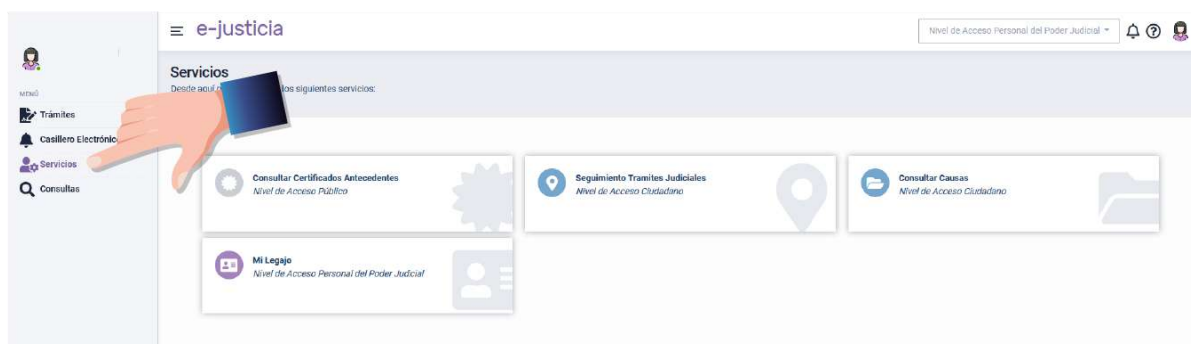 e-justicia
Nivel de Acceso Personal del Poder Judicial
MENÚ
Trámites
Casillero Electrónico
Servicios
Consultas
Servicios
Desde aquí los siguientes servicios:
Consultar Certificados Antecedentes
Nivel de Acceso Público
Seguimiento Tramites Judiciales
Nivel de Acceso Ciudadano
Consultar Causas
Nivel de Acceso Ciudadano
Mi Legajo
Nivel de Acceso Personal del Poder Judicial